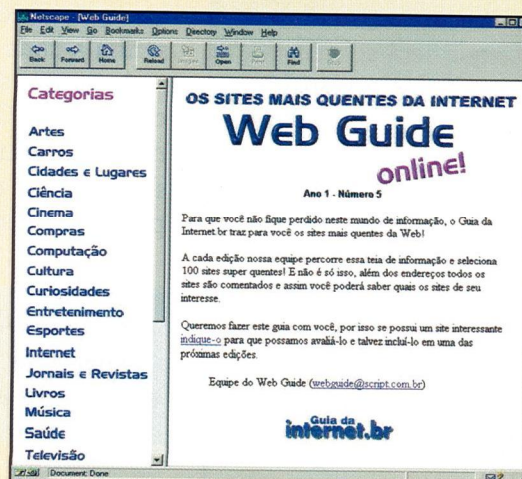 Netscape - [Web Guide]
File Edit View Go Bookmarks Options Directory Window Help
Back Forward Home Reload Images Open Print Find Stop
Categorias
Artes
Carros
Cidades e Lugares
Ciência
Cinema
Compras
Computação
Cultura
Curiosidades
Entretenimento
Esportes
Internet
Jornais e Revistas
Livros
Música
Saúde
Televisão
OS SITES MAIS QUENTES DA INTERNET
Web Guide
online!
Ano 1 - Número 5
Para que você não fique perdido neste mundo de informação, o Guia da
Internet.br traz para você os sites mais quentes da Web!
A cada edição nossa equipe percorre essa teia de informação e seleciona
100 sites super quentes! E não é só isso, além dos endereços todos os
sites são comentados e assim você poderá saber quais os sites de seu
interesse.
Queremos fazer este guia com você, por isso se possui um site interessante
indique-o para que possamos avaliá-lo e talvez incluí-lo em uma das
próximas edições.
Equipe do Web Guide (webguide@script.com.br)
Guia da
internet.br
Document: Done